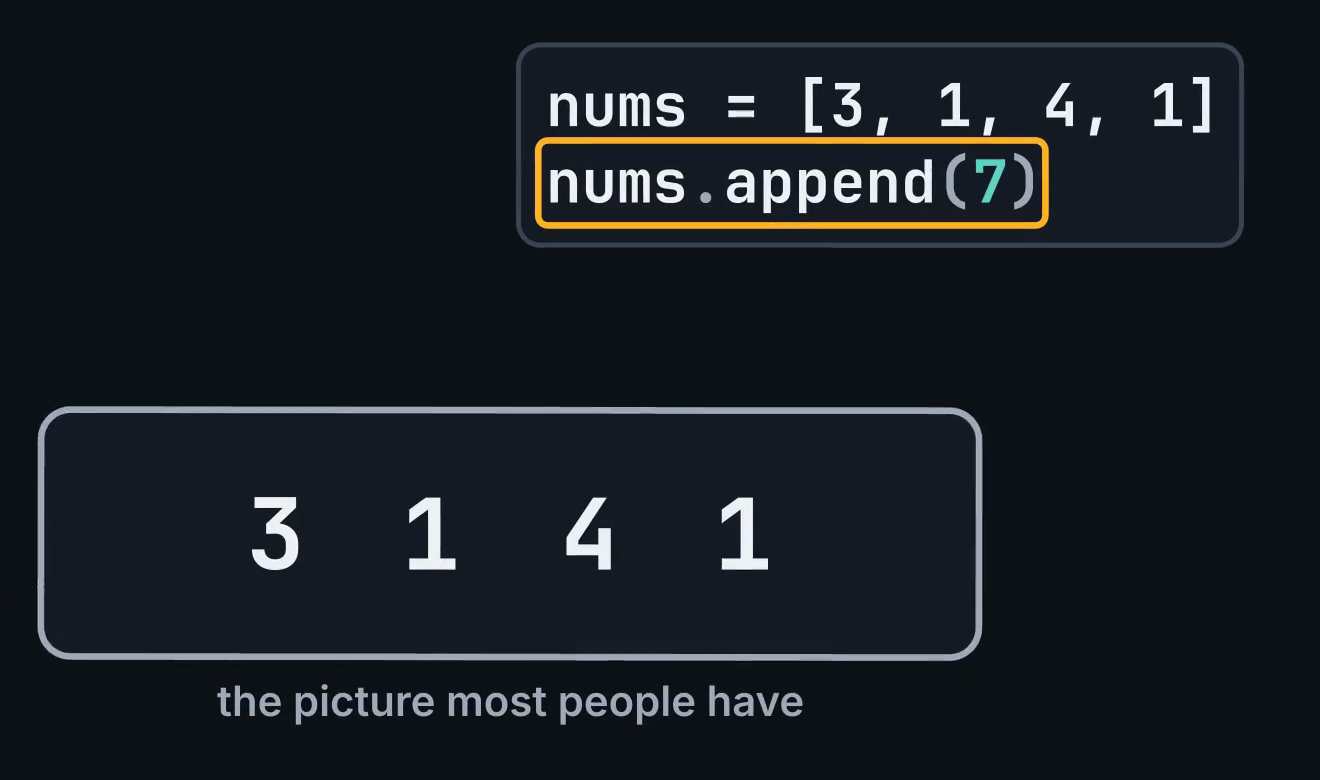 nums = [3, 1, 4, 1]
nums.append(7)
3 1 4 1
the picture most people have